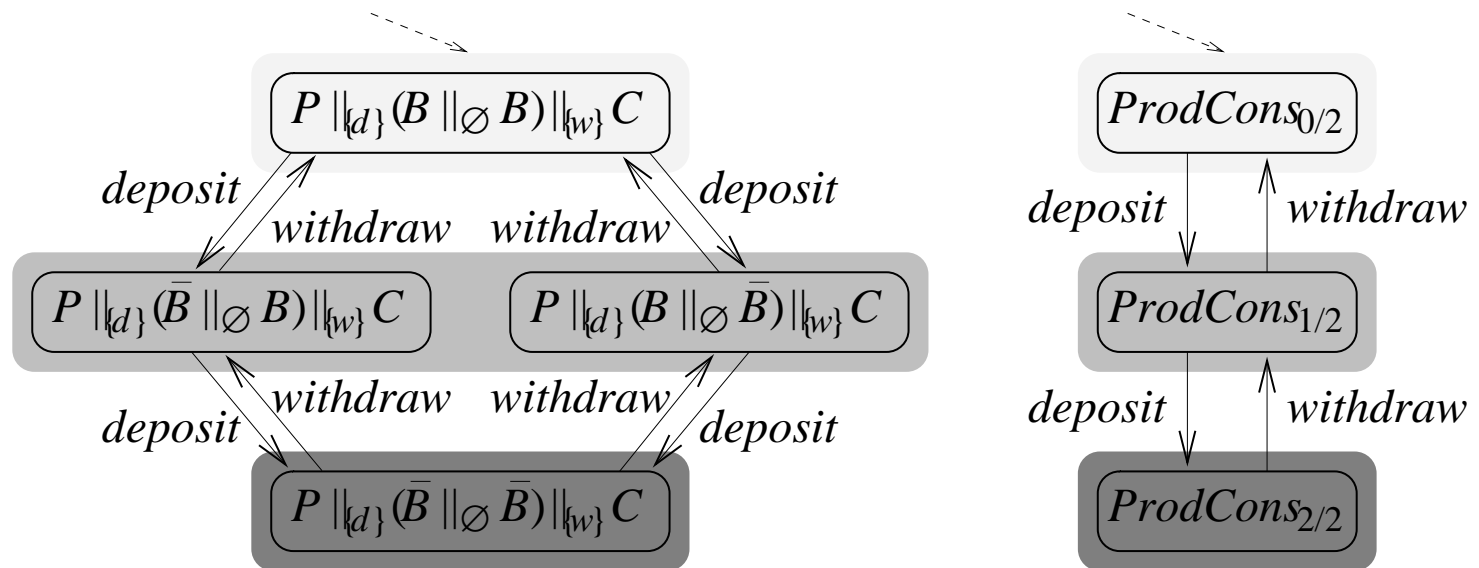 P ||{d} (B ||∅ B) ||{w} C ProdCons0/2
deposit deposit
withdraw withdraw
deposit withdraw
P ||{d} (B̄ ||∅ B) ||{w} C P ||{d} (B ||∅ B̄) ||{w} C ProdCons1/2
withdraw withdraw
deposit deposit
deposit withdraw
P ||{d} (B̄ ||∅ B̄) ||{w} C ProdCons2/2